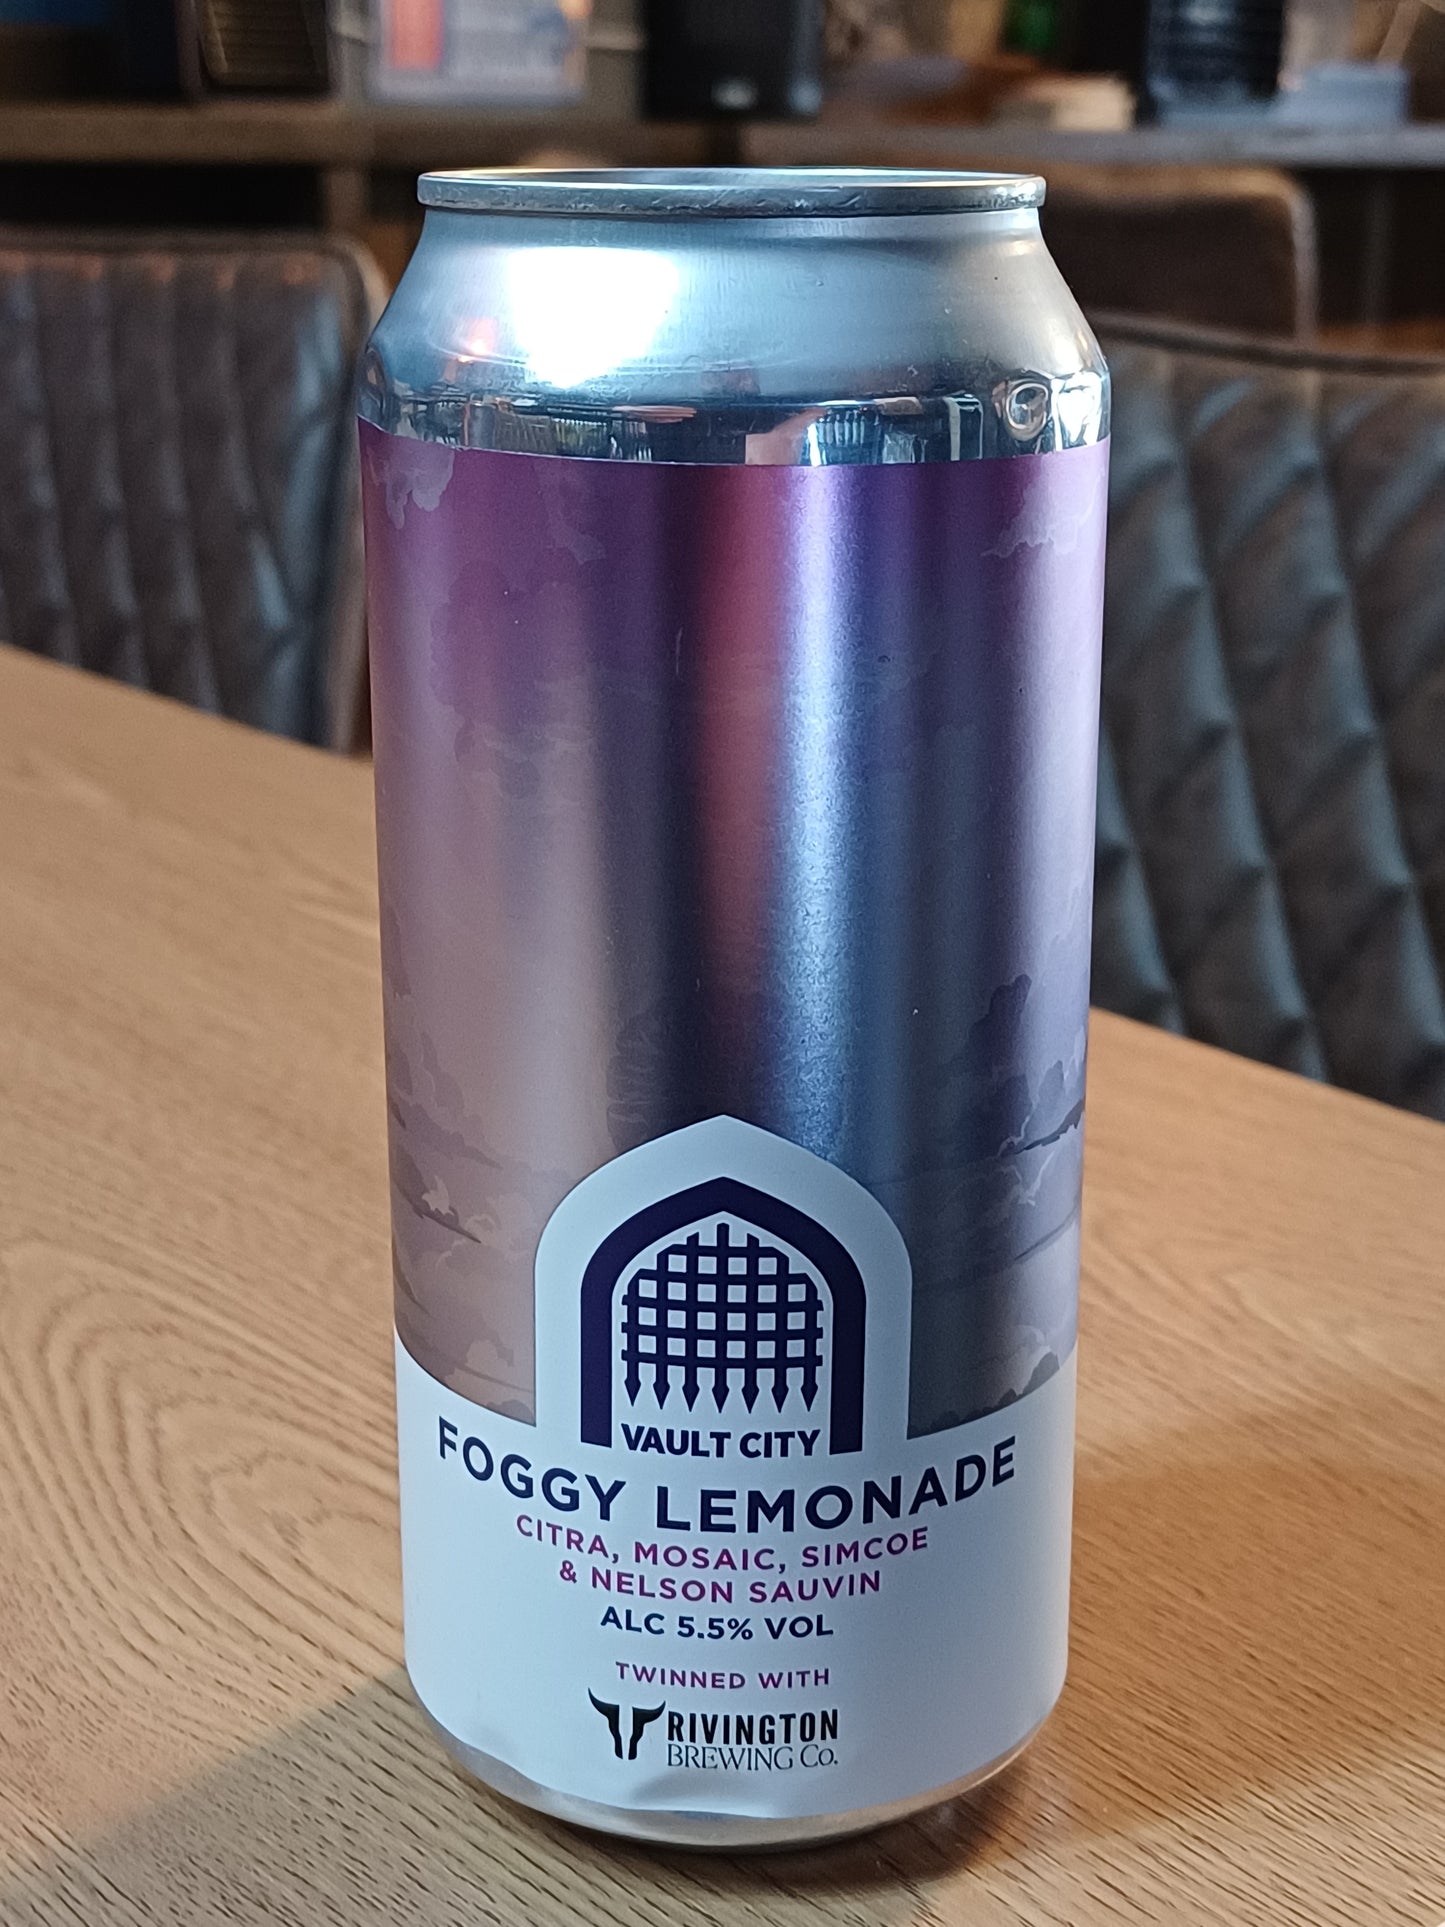 VAULT CITY
FOGGY LEMONADE
CITRA, MOSAIC, SIMCOE
& NELSON SAUVIN
ALC 5.5% VOL
TWINNED WITH
RIVINGTON
BREWING Co.